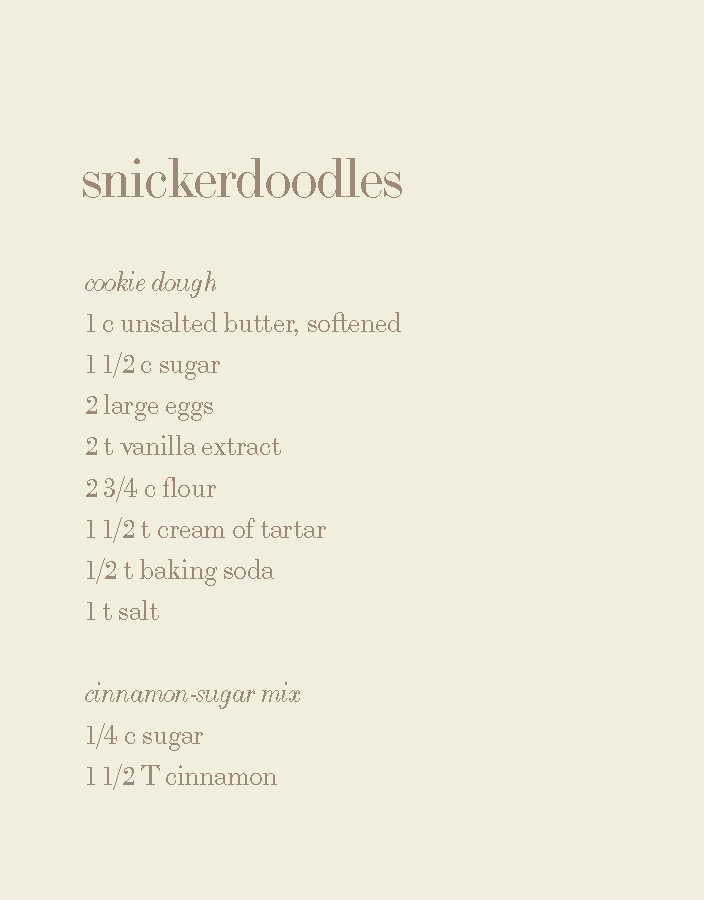 snickerdoodles
cookie dough
1 c unsalted butter, softened
1 1/2 c sugar
2 large eggs
2 t vanilla extract
2 3/4 c flour
1 1/2 t cream of tartar
1/2 t baking soda
1 t salt
cinnamon-sugar mix
1/4 c sugar
1 1/2 T cinnamon